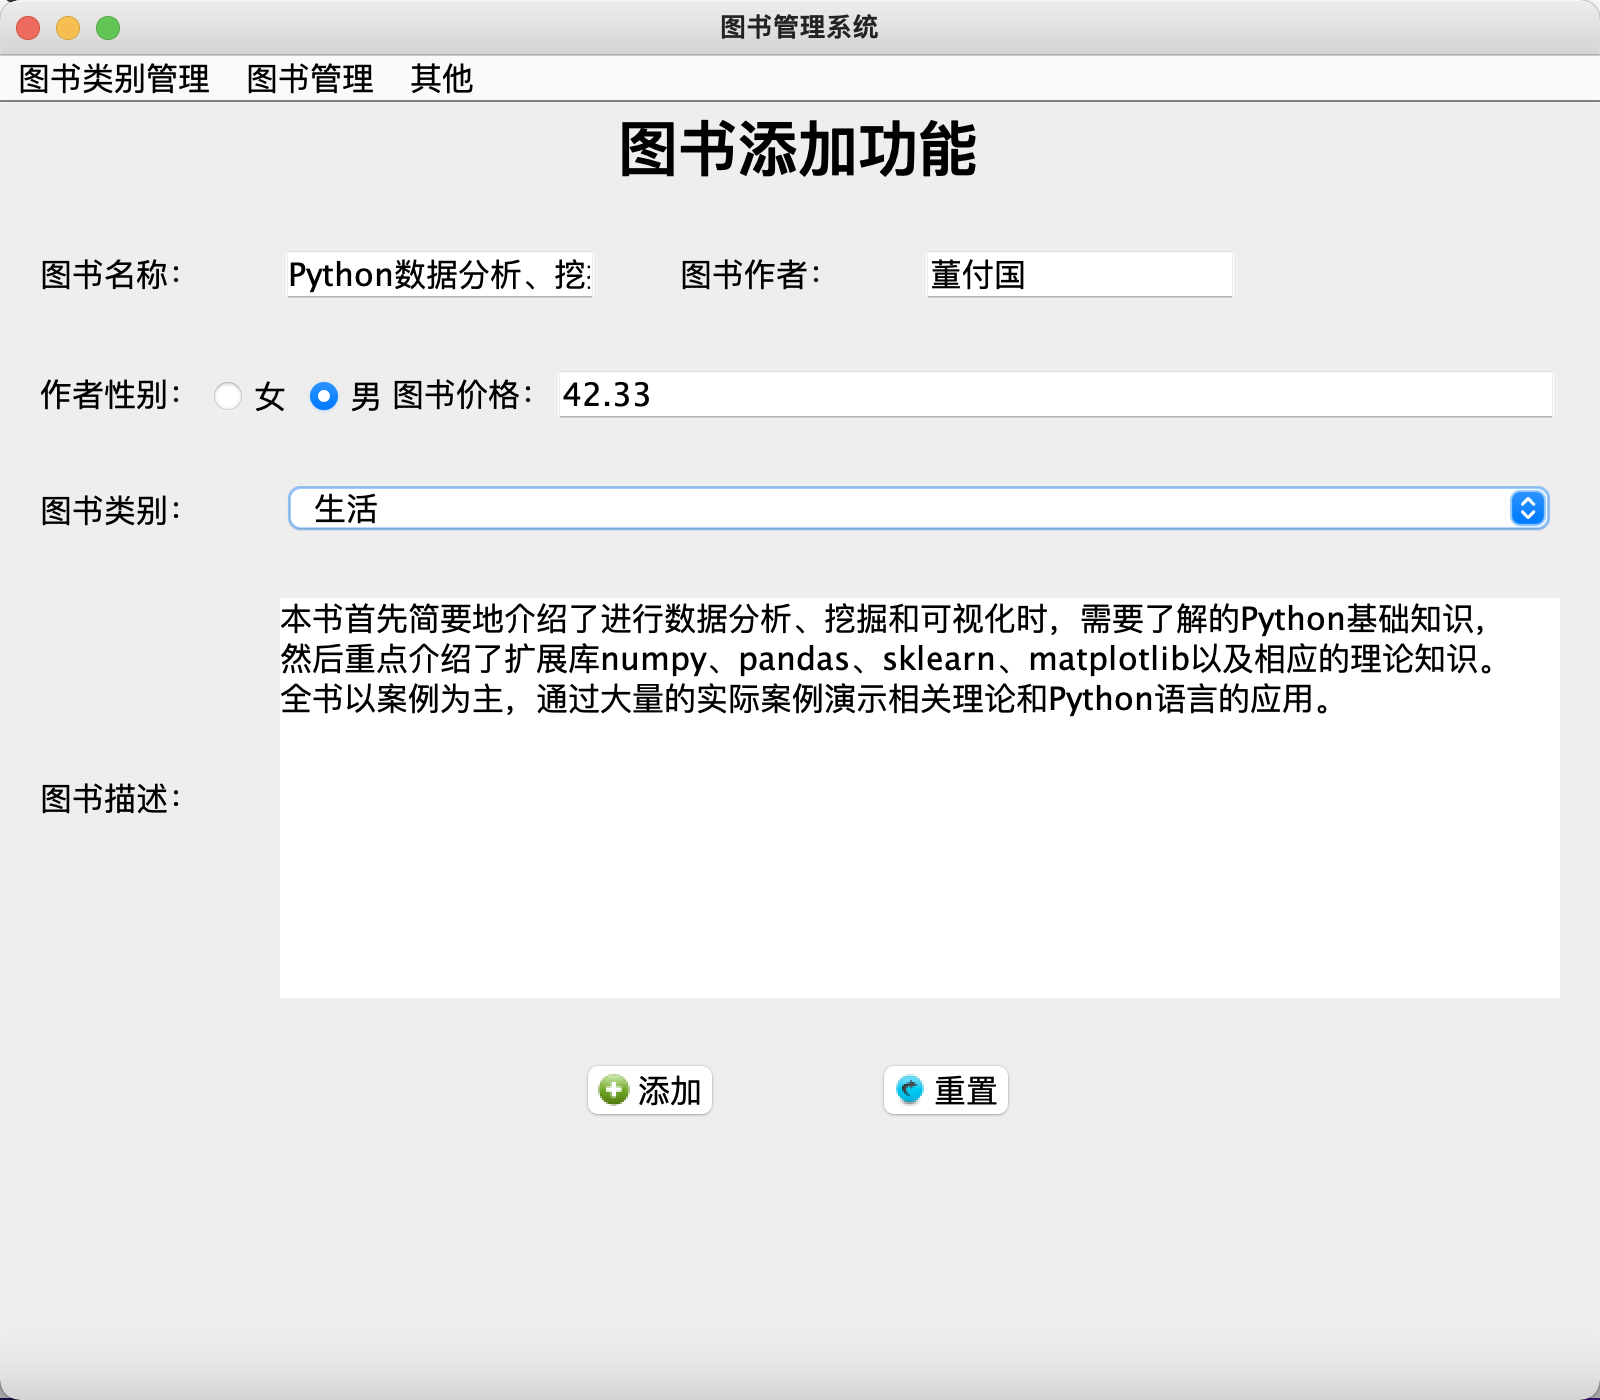 图书管理系统
图书类别管理 图书管理 其他
图书添加功能
图书名称： Python数据分析、挖 图书作者： 董付国
作者性别： 女 男 图书价格： 42.33
图书类别： 生活
本书首先简要地介绍了进行数据分析、挖掘和可视化时，需要了解的Python基础知识，
然后重点介绍了扩展库numpy、pandas、sklearn、matplotlib以及相应的理论知识。
全书以案例为主，通过大量的实际案例演示相关理论和Python语言的应用。
图书描述：
添加 重置